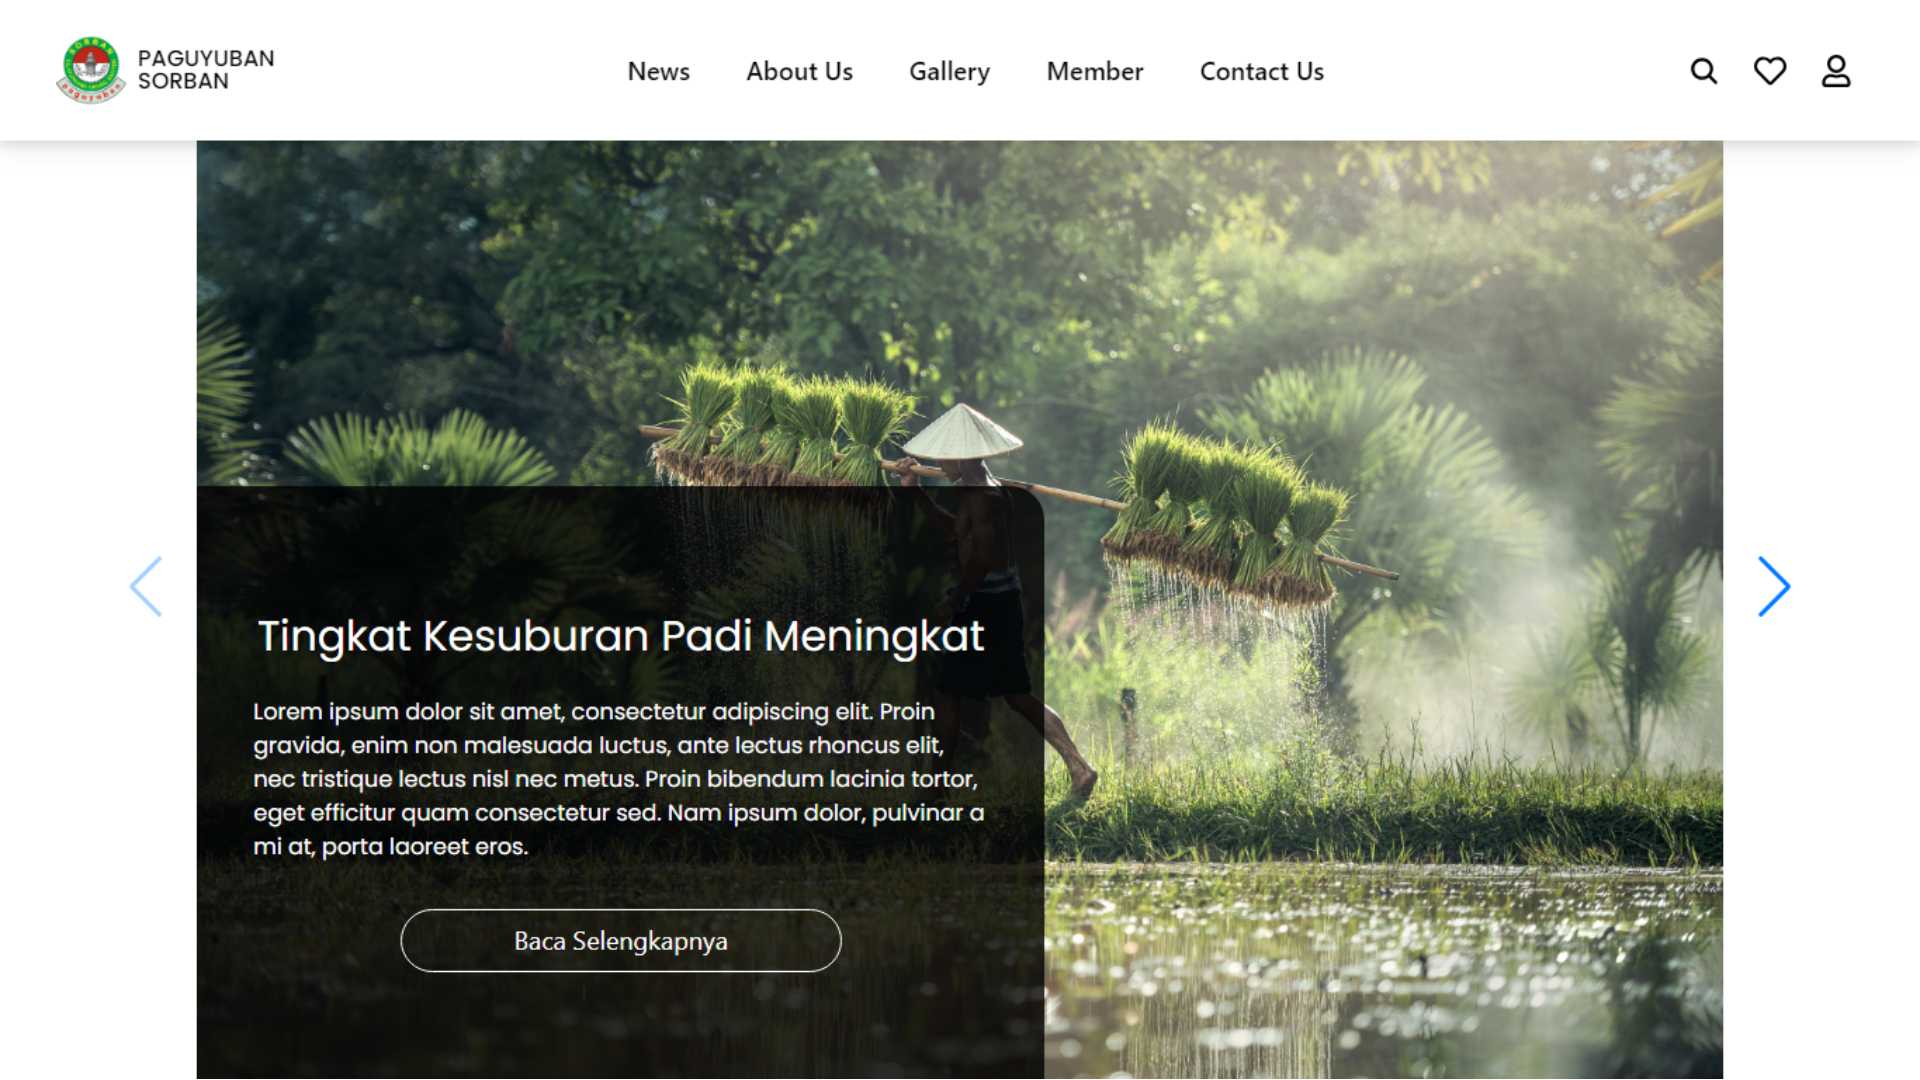 SORBAN
paguyuban
PAGUYUBAN
SORBAN
News
About Us
Gallery
Member
Contact Us
Tingkat Kesuburan Padi Meningkat
Lorem ipsum dolor sit amet, consectetur adipiscing elit. Proin
gravida, enim non malesuada luctus, ante lectus rhoncus elit,
nec tristique lectus nisl nec metus. Proin bibendum lacinia tortor,
eget efficitur quam consectetur sed. Nam ipsum dolor, pulvinar a
mi at, porta laoreet eros.
Baca Selengkapnya